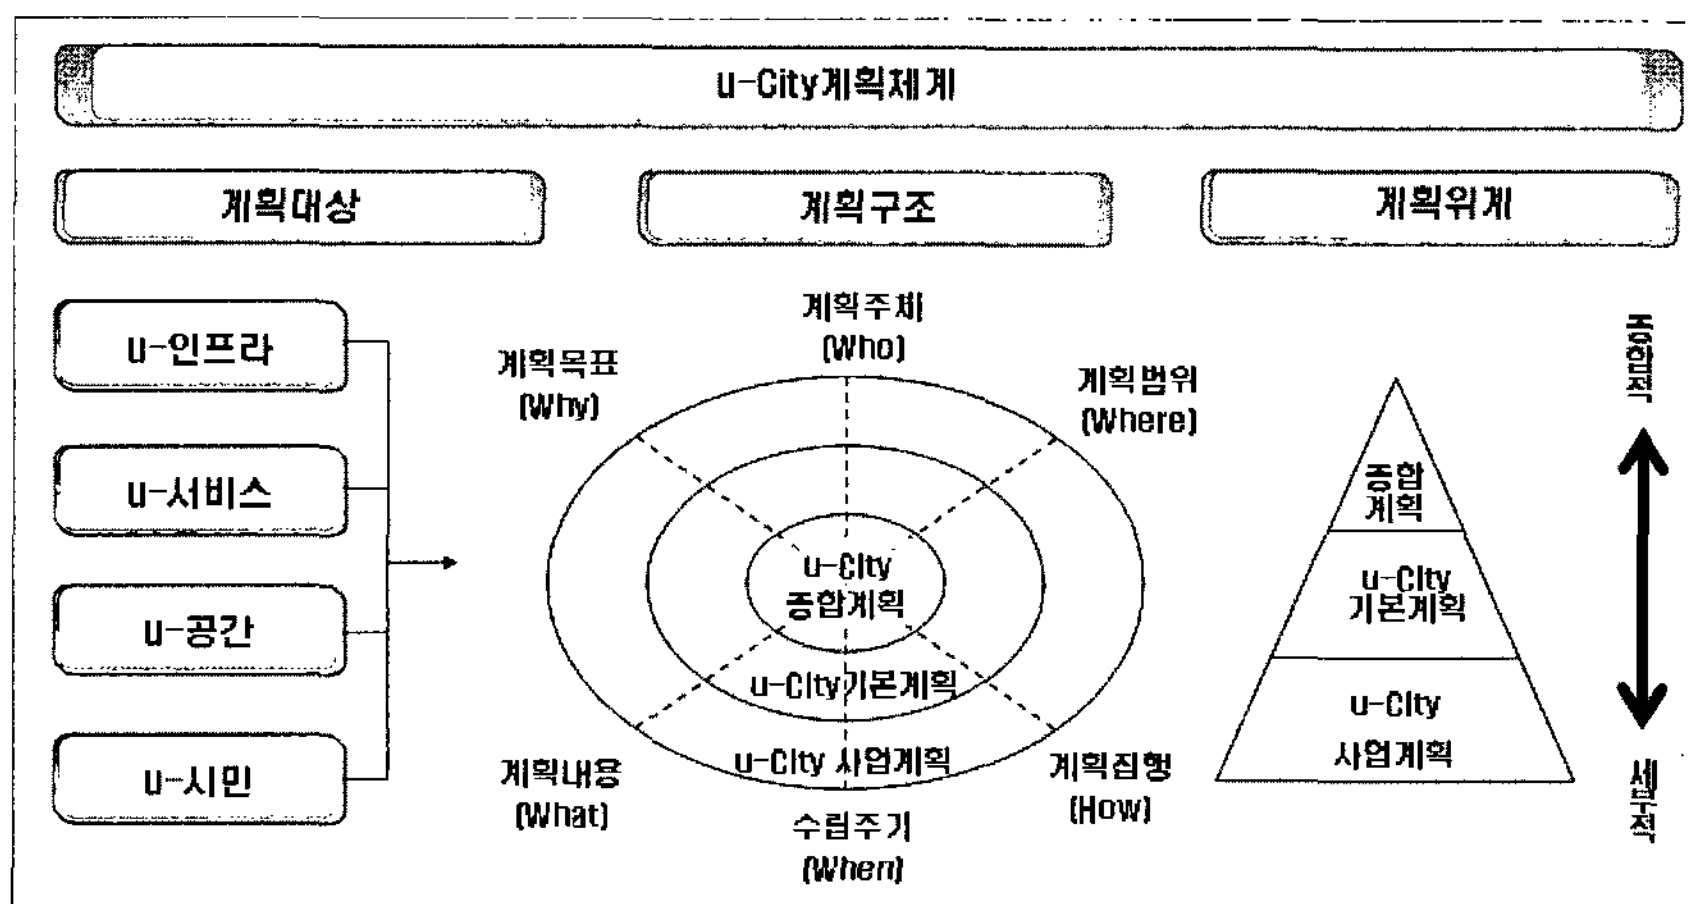 u-City계획체계
계획대상
계획구조
계획위계
u-인프라
u-서비스
u-공간
u-시민
계획주체
(Who)
계획목표
(Why)
계획범위
(Where)
u-City
종합계획
u-City기본계획
u-City 사업계획
계획내용
(What)
수립주기
(When)
계획집행
(How)
종합
계획
u-City
기본계획
u-City
사업계획
종합적
세부적